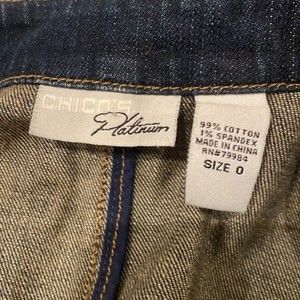 CHICO'S
Platinum
99% COTTON
1% SPANDEX
MADE IN CHINA
RN#79984
SIZE 0